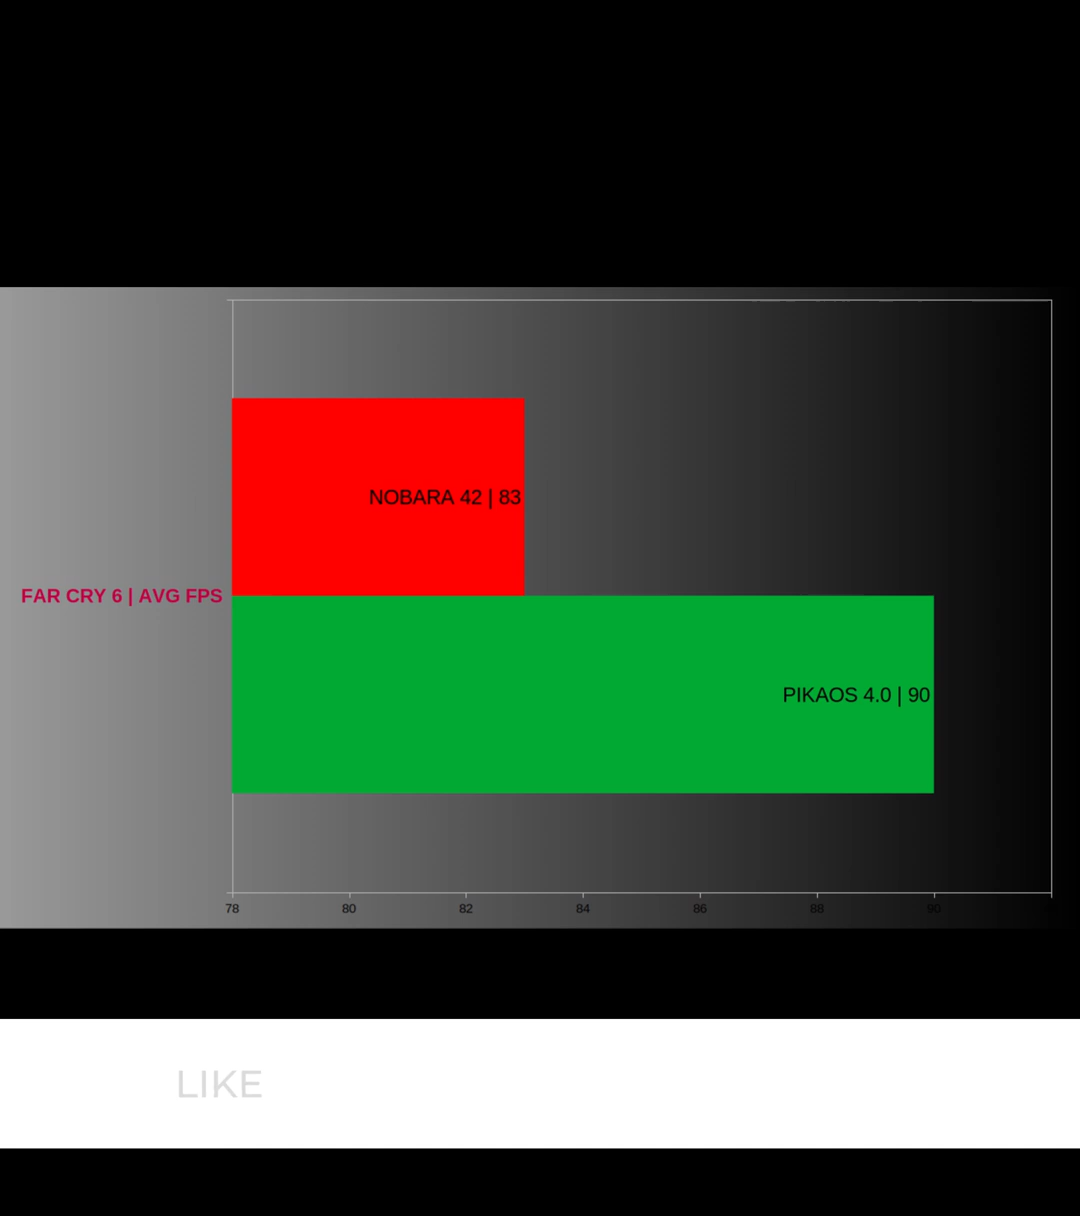 NOBARA 42 | 83
FAR CRY 6 | AVG FPS
PIKAOS 4.0 | 90
78 80 82 84 86 88 90
LIKE